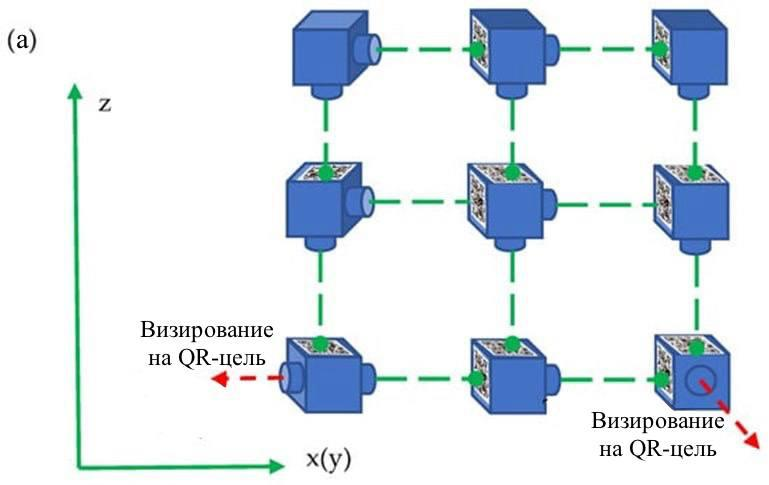 (a)
z
Визирование
на QR-цель
Визирование
на QR-цель
x(y)